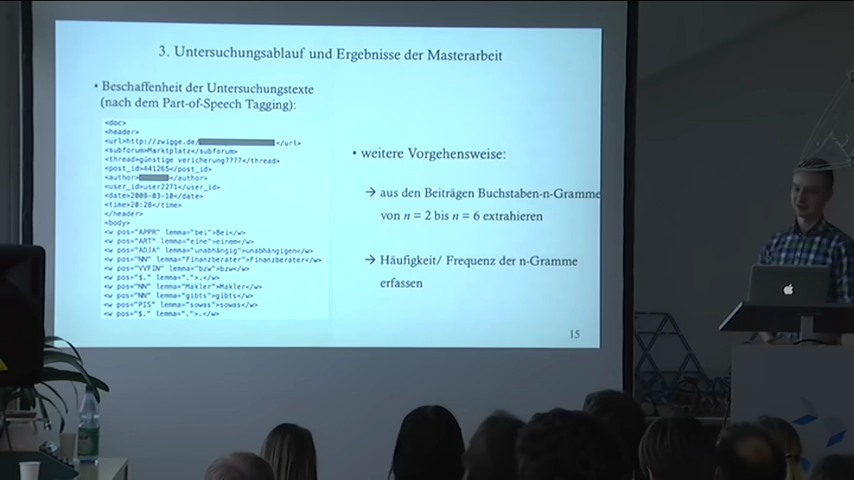 3. Untersuchungsablauf und Ergebnisse der Masterarbeit
• Beschaffenheit der Untersuchungstexte
(nach dem Part-of-Speech Tagging):
<doc>
<header>
<url>http://zwigge.de/ </url>
<subforum>Marktplatz</subforum>
<thread>günstige vericherung????</thread>
<post_id>441265</post_id>
<author> </author>
<user_id>user2271</user_id>
<date>2008-03-10</date>
<time>20:28</time>
</header>
<body>
<w pos="APPR" lemma="bei">Bei</w>
<w pos="ART" lemma="eine">einem</w>
<w pos="ADJA" lemma="unabhängig">unabhängigen</w>
<w pos="NN" lemma="Finanzberater">Finanzberater</w>
<w pos="VVFIN" lemma="bzw">bzw</w>
<w pos="$." lemma=".">.</w>
<w pos="NN" lemma="Makler">Makler</w>
<w pos="NN" lemma="gibts">gibts</w>
<w pos="PIS" lemma="sowas">sowas</w>
<w pos="$." lemma=".">.</w>
• weitere Vorgehensweise:
→ aus den Beiträgen Buchstaben-n-Gramme
von n = 2 bis n = 6 extrahieren
→ Häufigkeit/ Frequenz der n-Gramme
erfassen
15